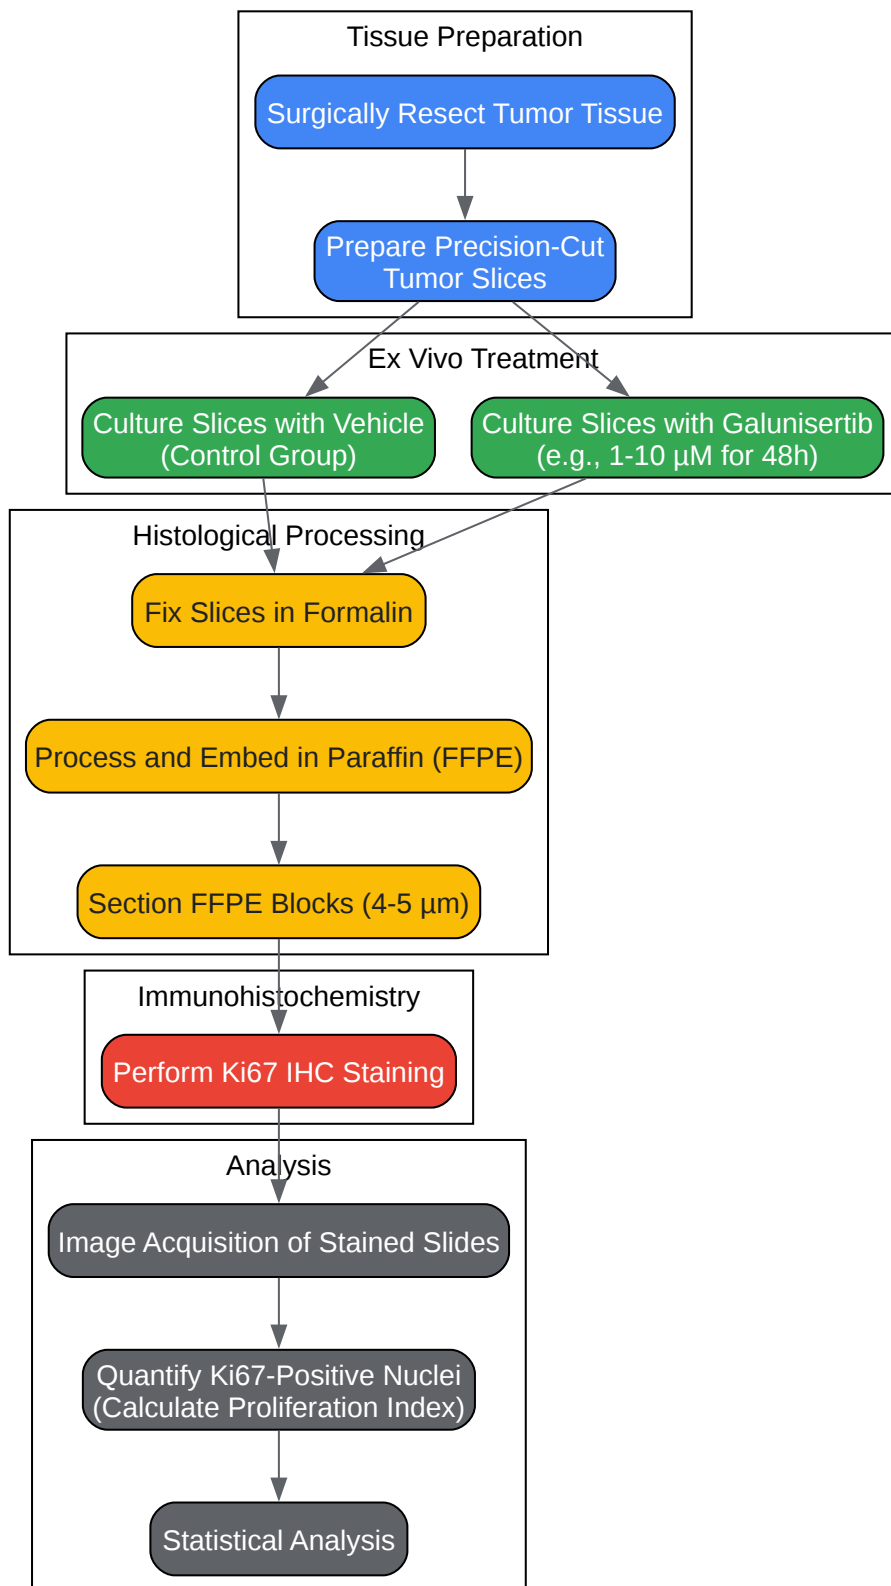 Tissue Preparation
Surgically Resect Tumor Tissue
Prepare Precision-Cut
Tumor Slices
Ex Vivo Treatment
Culture Slices with Vehicle
(Control Group)
Culture Slices with Galunisertib
(e.g., 1-10 µM for 48h)
Histological Processing
Fix Slices in Formalin
Process and Embed in Paraffin (FFPE)
Section FFPE Blocks (4-5 µm)
Immunohistochemistry
Perform Ki67 IHC Staining
Analysis
Image Acquisition of Stained Slides
Quantify Ki67-Positive Nuclei
(Calculate Proliferation Index)
Statistical Analysis